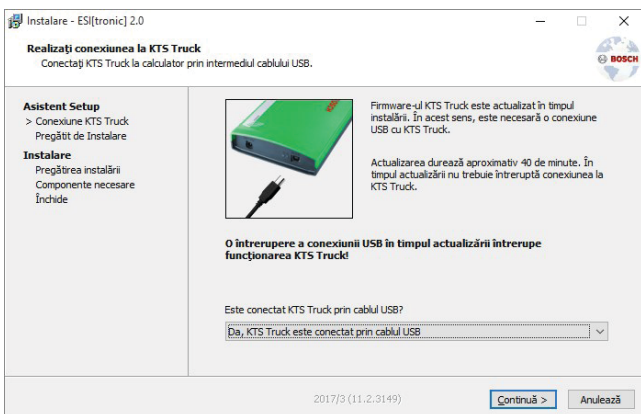 Instalare - ESI[tronic] 2.0
Realizați conexiunea la KTS Truck
Conectați KTS Truck la calculator prin intermediul cablului USB.
BOSCH
Asistent Setup
> Conexiune KTS Truck
Pregătit de Instalare
Instalare
Pregătirea instalării
Componente necesare
Închide
Firmware-ul KTS Truck este actualizat în timpul
instalării. În acest sens, este necesară o conexiune
USB cu KTS Truck.
Actualizarea durează aproximativ 40 de minute. În
timpul actualizării nu trebuie întreruptă conexiunea la
KTS Truck.
O întrerupere a conexiunii USB în timpul actualizării întrerupe
funcționarea KTS Truck!
Este conectat KTS Truck prin cablul USB?
Da, KTS Truck este conectat prin cablul USB
2017/3 (11.2.3149)
Continuă >
Anulează